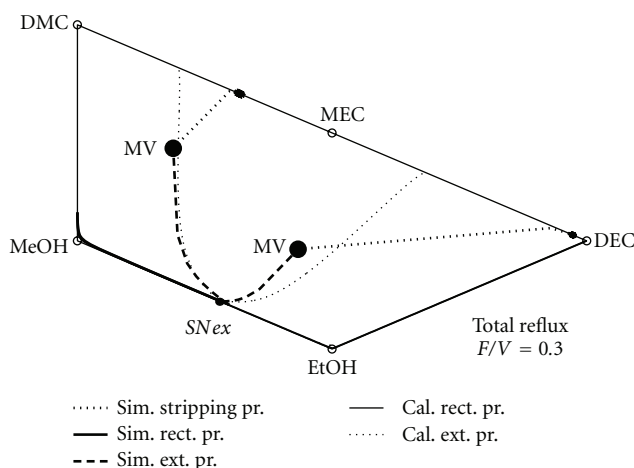 DMC
MEC
MV
MeOH
MV
DEC
SNex
Total reflux
F/V = 0.3
EtOH
Sim. stripping pr.
Cal. rect. pr.
Sim. rect. pr.
Cal. ext. pr.
Sim. ext. pr.